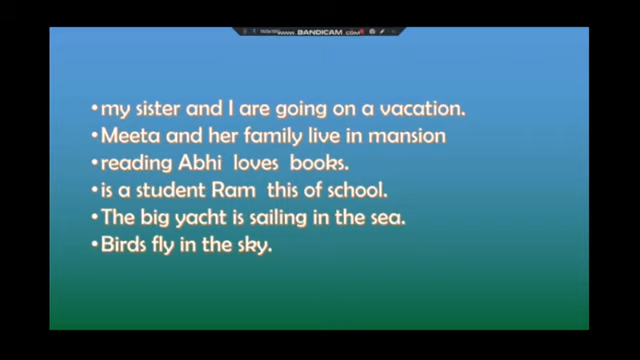 www.BANDICAM.COM
•my sister and I are going on a vacation.
•Meeta and her family live in mansion
•reading Abhi loves books.
•is a student Ram this of school.
•The big yacht is sailing in the sea.
•Birds fly in the sky.